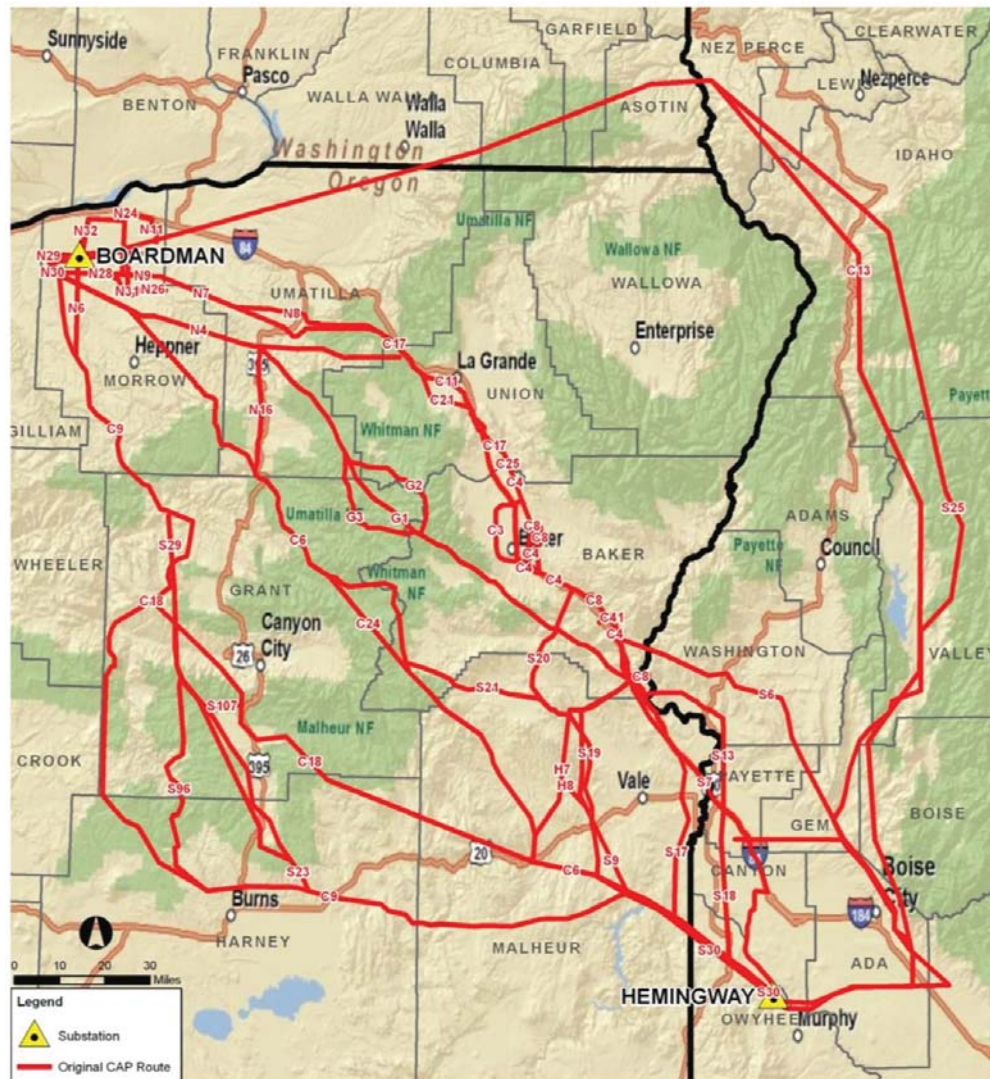 GARFIELD
Sunnyside
FRANKLIN
COLUMBIA
NEZ PERCE
CLEARWATER
Pasco
LEWIS
Nezperce
BENTON
WALLA WALLA
Walla
Walla
ASOTIN
IDAHO
Washington
Oregon
N24
N32
N11
Umatilla NF
N29
BOARDMAN
84
Wallowa NF
N30
N28
N9
N31
N26
C13
N6
N7
UMATILLA
WALLOWA
N8
N4
Enterprise
C17
Heppner
395
La Grande
MORROW
C11
UNION
C21
Payette
N16
GILLIAM
C9
Whitman NF
C17
C25
G2
C4
S25
Umatilla NF
G3
G1
ADAMS
C3
C8
C8
S29
C6
BAKER
Payette
NF
Council
C4
C4
WHEELER
Whitman
NF
C4
GRANT
C8
C18
C41
C24
C4
Canyon
City
WASHINGTON
VALLEY
26
S20
C8
S21
S6
S107
Malheur NF
S19
S13
CROOK
C18
395
H7
H8
Vale
S7
PAYETTE
S96
GEM
BOISE
20
S17
S9
CANYON
Boise
City
S23
C6
S18
C9
Burns
184
HARNEY
MALHEUR
S30
ADA
0 10 20 30
Miles
HEMINGWAY
S30
OWYHEE
Murphy
Legend
Substation
Original CAP Route